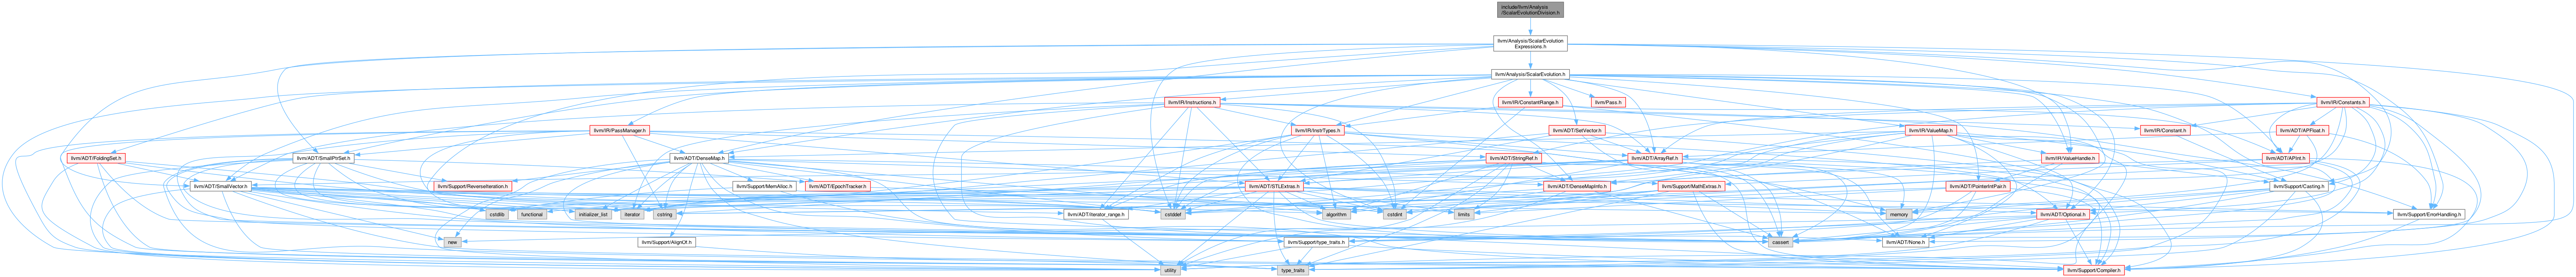 include/llvm/Analysis
/ScalarEvolutionDivision.h
llvm/Analysis/ScalarEvolution
Expressions.h
llvm/Analysis/ScalarEvolution.h
llvm/IR/Instructions.h
llvm/IR/ConstantRange.h
llvm/Pass.h
llvm/IR/Constants.h
llvm/IR/PassManager.h
llvm/IR/InstrTypes.h
llvm/ADT/SetVector.h
llvm/IR/ValueMap.h
llvm/IR/Constant.h
llvm/ADT/APFloat.h
llvm/ADT/FoldingSet.h
llvm/ADT/SmallPtrSet.h
llvm/ADT/DenseMap.h
llvm/ADT/StringRef.h
llvm/ADT/ArrayRef.h
llvm/IR/ValueHandle.h
llvm/ADT/APInt.h
llvm/ADT/SmallVector.h
llvm/Support/ReverseIteration.h
llvm/Support/MemAlloc.h
llvm/ADT/EpochTracker.h
llvm/ADT/STLExtras.h
llvm/ADT/DenseMapInfo.h
llvm/Support/MathExtras.h
llvm/ADT/PointerIntPair.h
llvm/Support/Casting.h
cstdlib
functional
initializer_list
iterator
cstring
llvm/ADT/iterator_range.h
cstddef
algorithm
cstdint
limits
memory
llvm/ADT/Optional.h
llvm/Support/ErrorHandling.h
new
llvm/Support/AlignOf.h
llvm/Support/type_traits.h
cassert
llvm/ADT/None.h
utility
type_traits
llvm/Support/Compiler.h